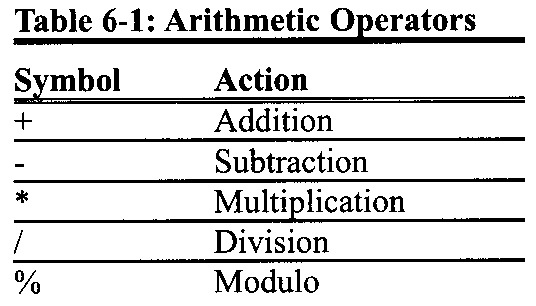 Table 6-1: Arithmetic Operators
Symbol Action
+ Addition
- Subtraction
* Multiplication
/ Division
% Modulo